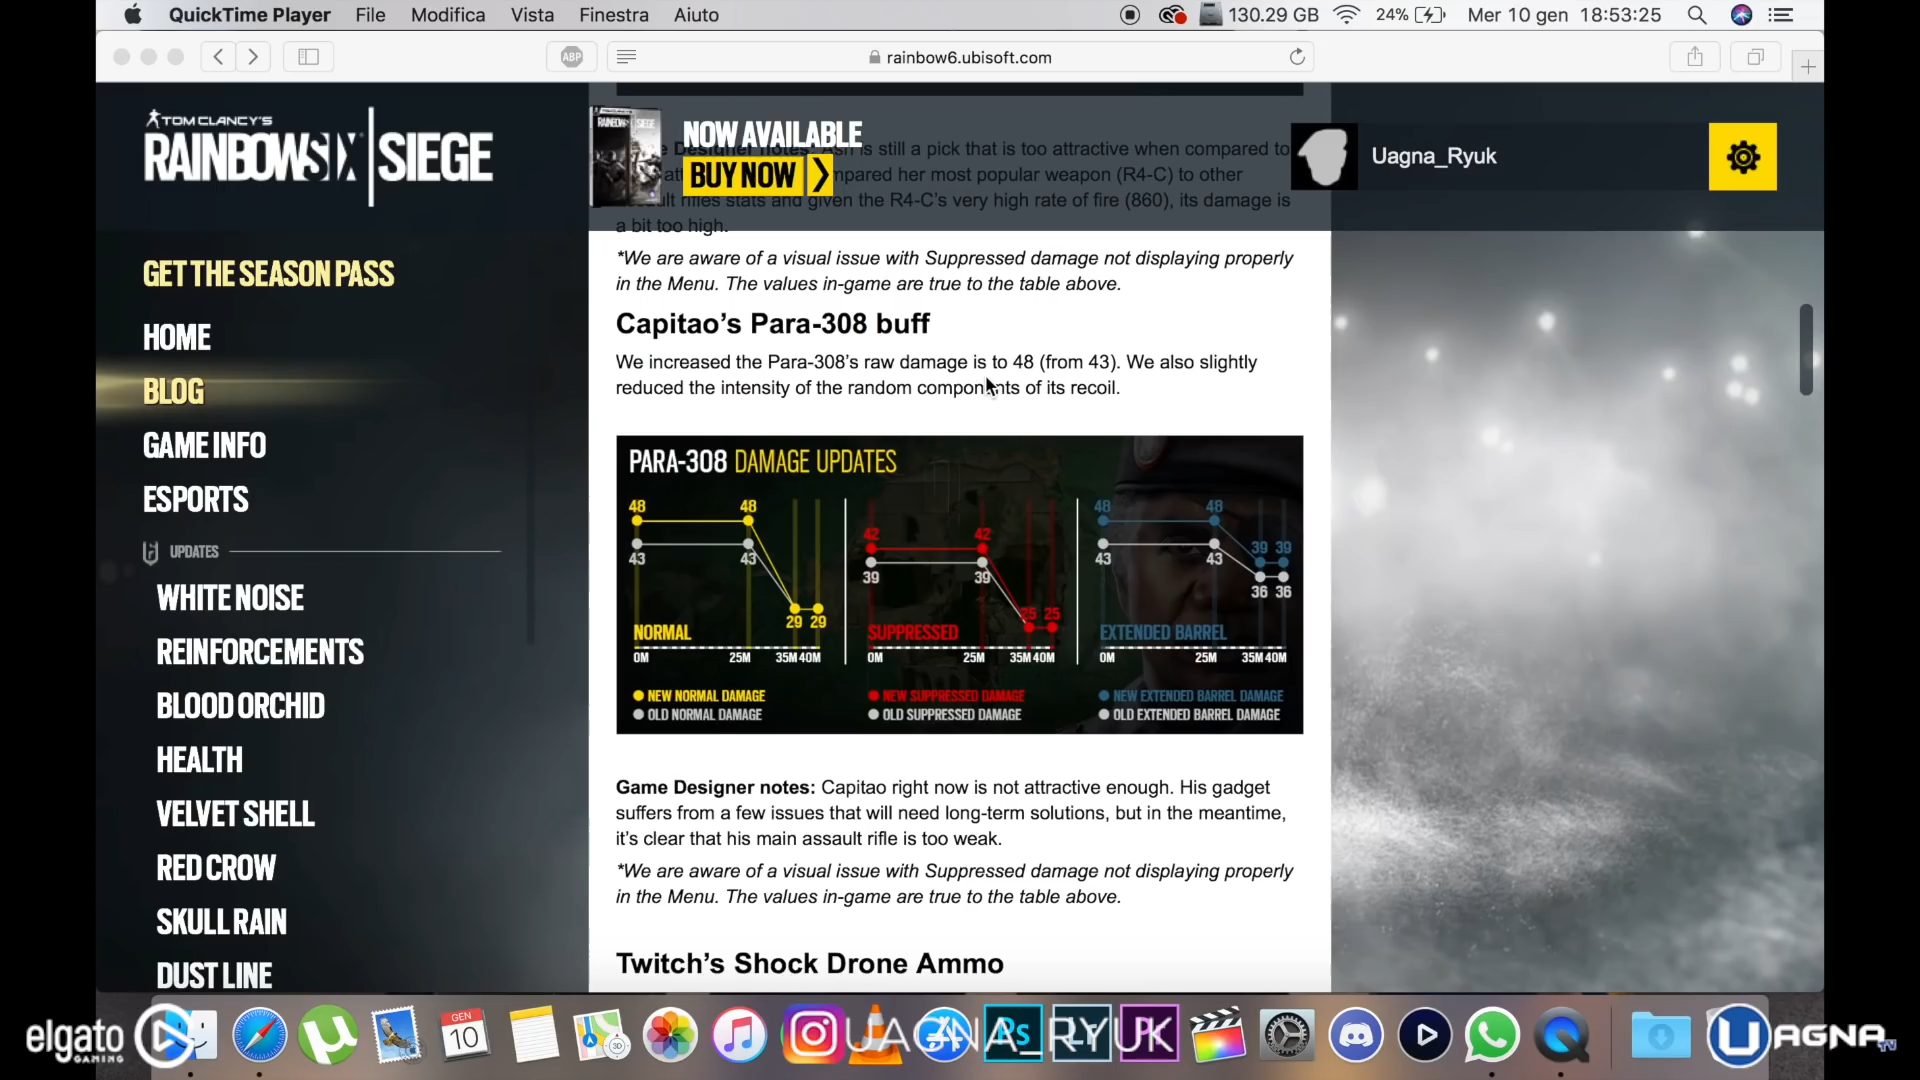 QuickTime Player File Modifica Vista Finestra Aiuto 130.29 GB 24% Mer 10 gen 18:53:25
ABP rainbow6.ubisoft.com
TOM CLANCY'S
RAINBOW SIX | SIEGE
NOW AVAILABLE
BUY NOW
Uagna_Ryuk
Designer notes: Ash is still a pick that is too attractive when compared to
her most popular weapon (R4-C) to other
rifles stats and given the R4-C's very high rate of fire (860), its damage is
a bit too high.
*We are aware of a visual issue with Suppressed damage not displaying properly
in the Menu. The values in-game are true to the table above.
GET THE SEASON PASS
HOME
BLOG
GAME INFO
ESPORTS
UPDATES
WHITE NOISE
REINFORCEMENTS
BLOOD ORCHID
HEALTH
VELVET SHELL
RED CROW
SKULL RAIN
DUST LINE
Capitao's Para-308 buff
We increased the Para-308's raw damage is to 48 (from 43). We also slightly
reduced the intensity of the random components of its recoil.
PARA-308 DAMAGE UPDATES
48 48
43 43
29 29
NORMAL
0M 25M 35M 40M
NEW NORMAL DAMAGE
OLD NORMAL DAMAGE
42 42
39 39
25 25
SUPPRESSED
0M 25M 35M 40M
NEW SUPPRESSED DAMAGE
OLD SUPPRESSED DAMAGE
48 48
43 43
39 39
36 36
EXTENDED BARREL
0M 25M 35M 40M
NEW EXTENDED BARREL DAMAGE
OLD EXTENDED BARREL DAMAGE
Game Designer notes: Capitao right now is not attractive enough. His gadget
suffers from a few issues that will need long-term solutions, but in the meantime,
it's clear that his main assault rifle is too weak.
*We are aware of a visual issue with Suppressed damage not displaying properly
in the Menu. The values in-game are true to the table above.
Twitch's Shock Drone Ammo
elgato
GAMING
GEN
10
3D
UAGNA_RYUK
Ps
UAGNA TV